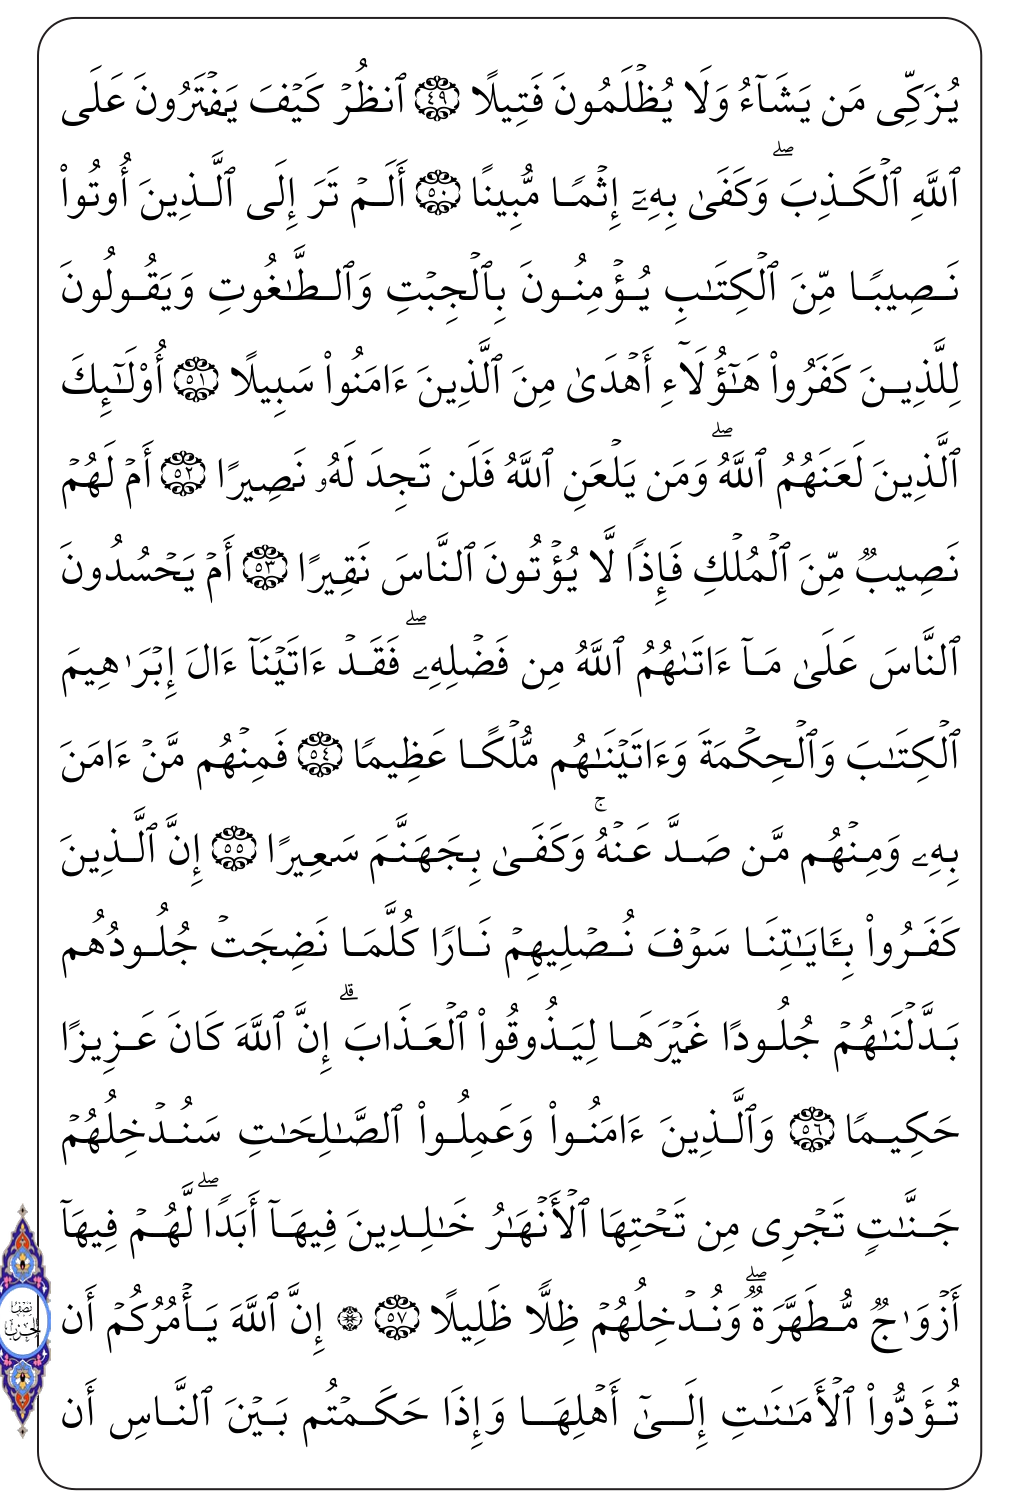 يُزَكِّى مَن يَشَآءُ وَلَا يُظْلَمُونَ فَتِيلًا ٤٩ ٱنظُرْ كَيْفَ يَفْتَرُونَ عَلَى
ٱللَّهِ ٱلْكَذِبَ ۖ وَكَفَىٰ بِهِۦٓ إِثْمًا مُّبِينًا ٥٠ أَلَمْ تَرَ إِلَى ٱلَّذِينَ أُوتُوا۟
نَصِيبًا مِّنَ ٱلْكِتَـٰبِ يُؤْمِنُونَ بِٱلْجِبْتِ وَٱلطَّـٰغُوتِ وَيَقُولُونَ
لِلَّذِينَ كَفَرُوا۟ هَـٰٓؤُلَآءِ أَهْدَىٰ مِنَ ٱلَّذِينَ ءَامَنُوا۟ سَبِيلًا ٥١ أُو۟لَـٰٓئِكَ
ٱلَّذِينَ لَعَنَهُمُ ٱللَّهُ ۖ وَمَن يَلْعَنِ ٱللَّهُ فَلَن تَجِدَ لَهُۥ نَصِيرًا ٥٢ أَمْ لَهُمْ
نَصِيبٌ مِّنَ ٱلْمُلْكِ فَإِذًا لَّا يُؤْتُونَ ٱلنَّاسَ نَقِيرًا ٥٣ أَمْ يَحْسُدُونَ
ٱلنَّاسَ عَلَىٰ مَآ ءَاتَىٰهُمُ ٱللَّهُ مِن فَضْلِهِۦ ۖ فَقَدْ ءَاتَيْنَآ ءَالَ إِبْرَٰهِيمَ
ٱلْكِتَـٰبَ وَٱلْحِكْمَةَ وَءَاتَيْنَـٰهُم مُّلْكًا عَظِيمًا ٥٤ فَمِنْهُم مَّنْ ءَامَنَ
بِهِۦ وَمِنْهُم مَّن صَدَّ عَنْهُ ۚ وَكَفَىٰ بِجَهَنَّمَ سَعِيرًا ٥٥ إِنَّ ٱلَّذِينَ
كَفَرُوا۟ بِـَٔايَـٰتِنَا سَوْفَ نُصْلِيهِمْ نَارًا كُلَّمَا نَضِجَتْ جُلُودُهُم
بَدَّلْنَـٰهُمْ جُلُودًا غَيْرَهَا لِيَذُوقُوا۟ ٱلْعَذَابَ ۗ إِنَّ ٱللَّهَ كَانَ عَزِيزًا
حَكِيمًا ٥٦ وَٱلَّذِينَ ءَامَنُوا۟ وَعَمِلُوا۟ ٱلصَّـٰلِحَـٰتِ سَنُدْخِلُهُمْ
جَنَّـٰتٍ تَجْرِى مِن تَحْتِهَا ٱلْأَنْهَـٰرُ خَـٰلِدِينَ فِيهَآ أَبَدًا ۖ لَّهُمْ فِيهَآ
أَزْوَٰجٌ مُّطَهَّرَةٌ ۖ وَنُدْخِلُهُمْ ظِلًّا ظَلِيلًا ٥٧ ۞ إِنَّ ٱللَّهَ يَأْمُرُكُمْ أَن
تُؤَدُّوا۟ ٱلْأَمَـٰنَـٰتِ إِلَىٰٓ أَهْلِهَا وَإِذَا حَكَمْتُم بَيْنَ ٱلنَّاسِ أَن
نصف
الحزب